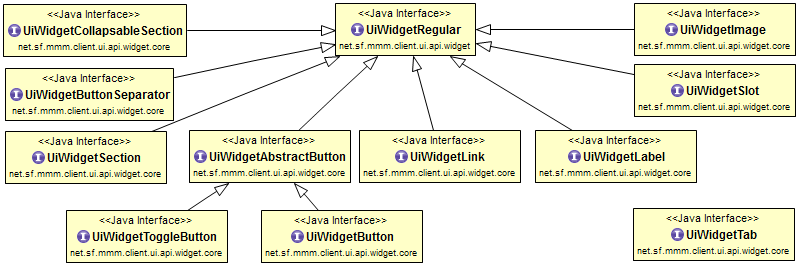 <<Java Interface>>
UiWidgetCollapsableSection
net.sf.mmm.client.ui.api.widget.core
<<Java Interface>>
UiWidgetRegular
net.sf.mmm.client.ui.api.widget
<<Java Interface>>
UiWidgetImage
net.sf.mmm.client.ui.api.widget.core
<<Java Interface>>
UiWidgetButtonSeparator
net.sf.mmm.client.ui.api.widget.core
<<Java Interface>>
UiWidgetSlot
net.sf.mmm.client.ui.api.widget.core
<<Java Interface>>
UiWidgetSection
net.sf.mmm.client.ui.api.widget.core
<<Java Interface>>
UiWidgetAbstractButton
net.sf.mmm.client.ui.api.widget.core
<<Java Interface>>
UiWidgetLink
net.sf.mmm.client.ui.api.widget.core
<<Java Interface>>
UiWidgetLabel
net.sf.mmm.client.ui.api.widget.core
<<Java Interface>>
UiWidgetToggleButton
net.sf.mmm.client.ui.api.widget.core
<<Java Interface>>
UiWidgetButton
net.sf.mmm.client.ui.api.widget.core
<<Java Interface>>
UiWidgetTab
net.sf.mmm.client.ui.api.widget.core